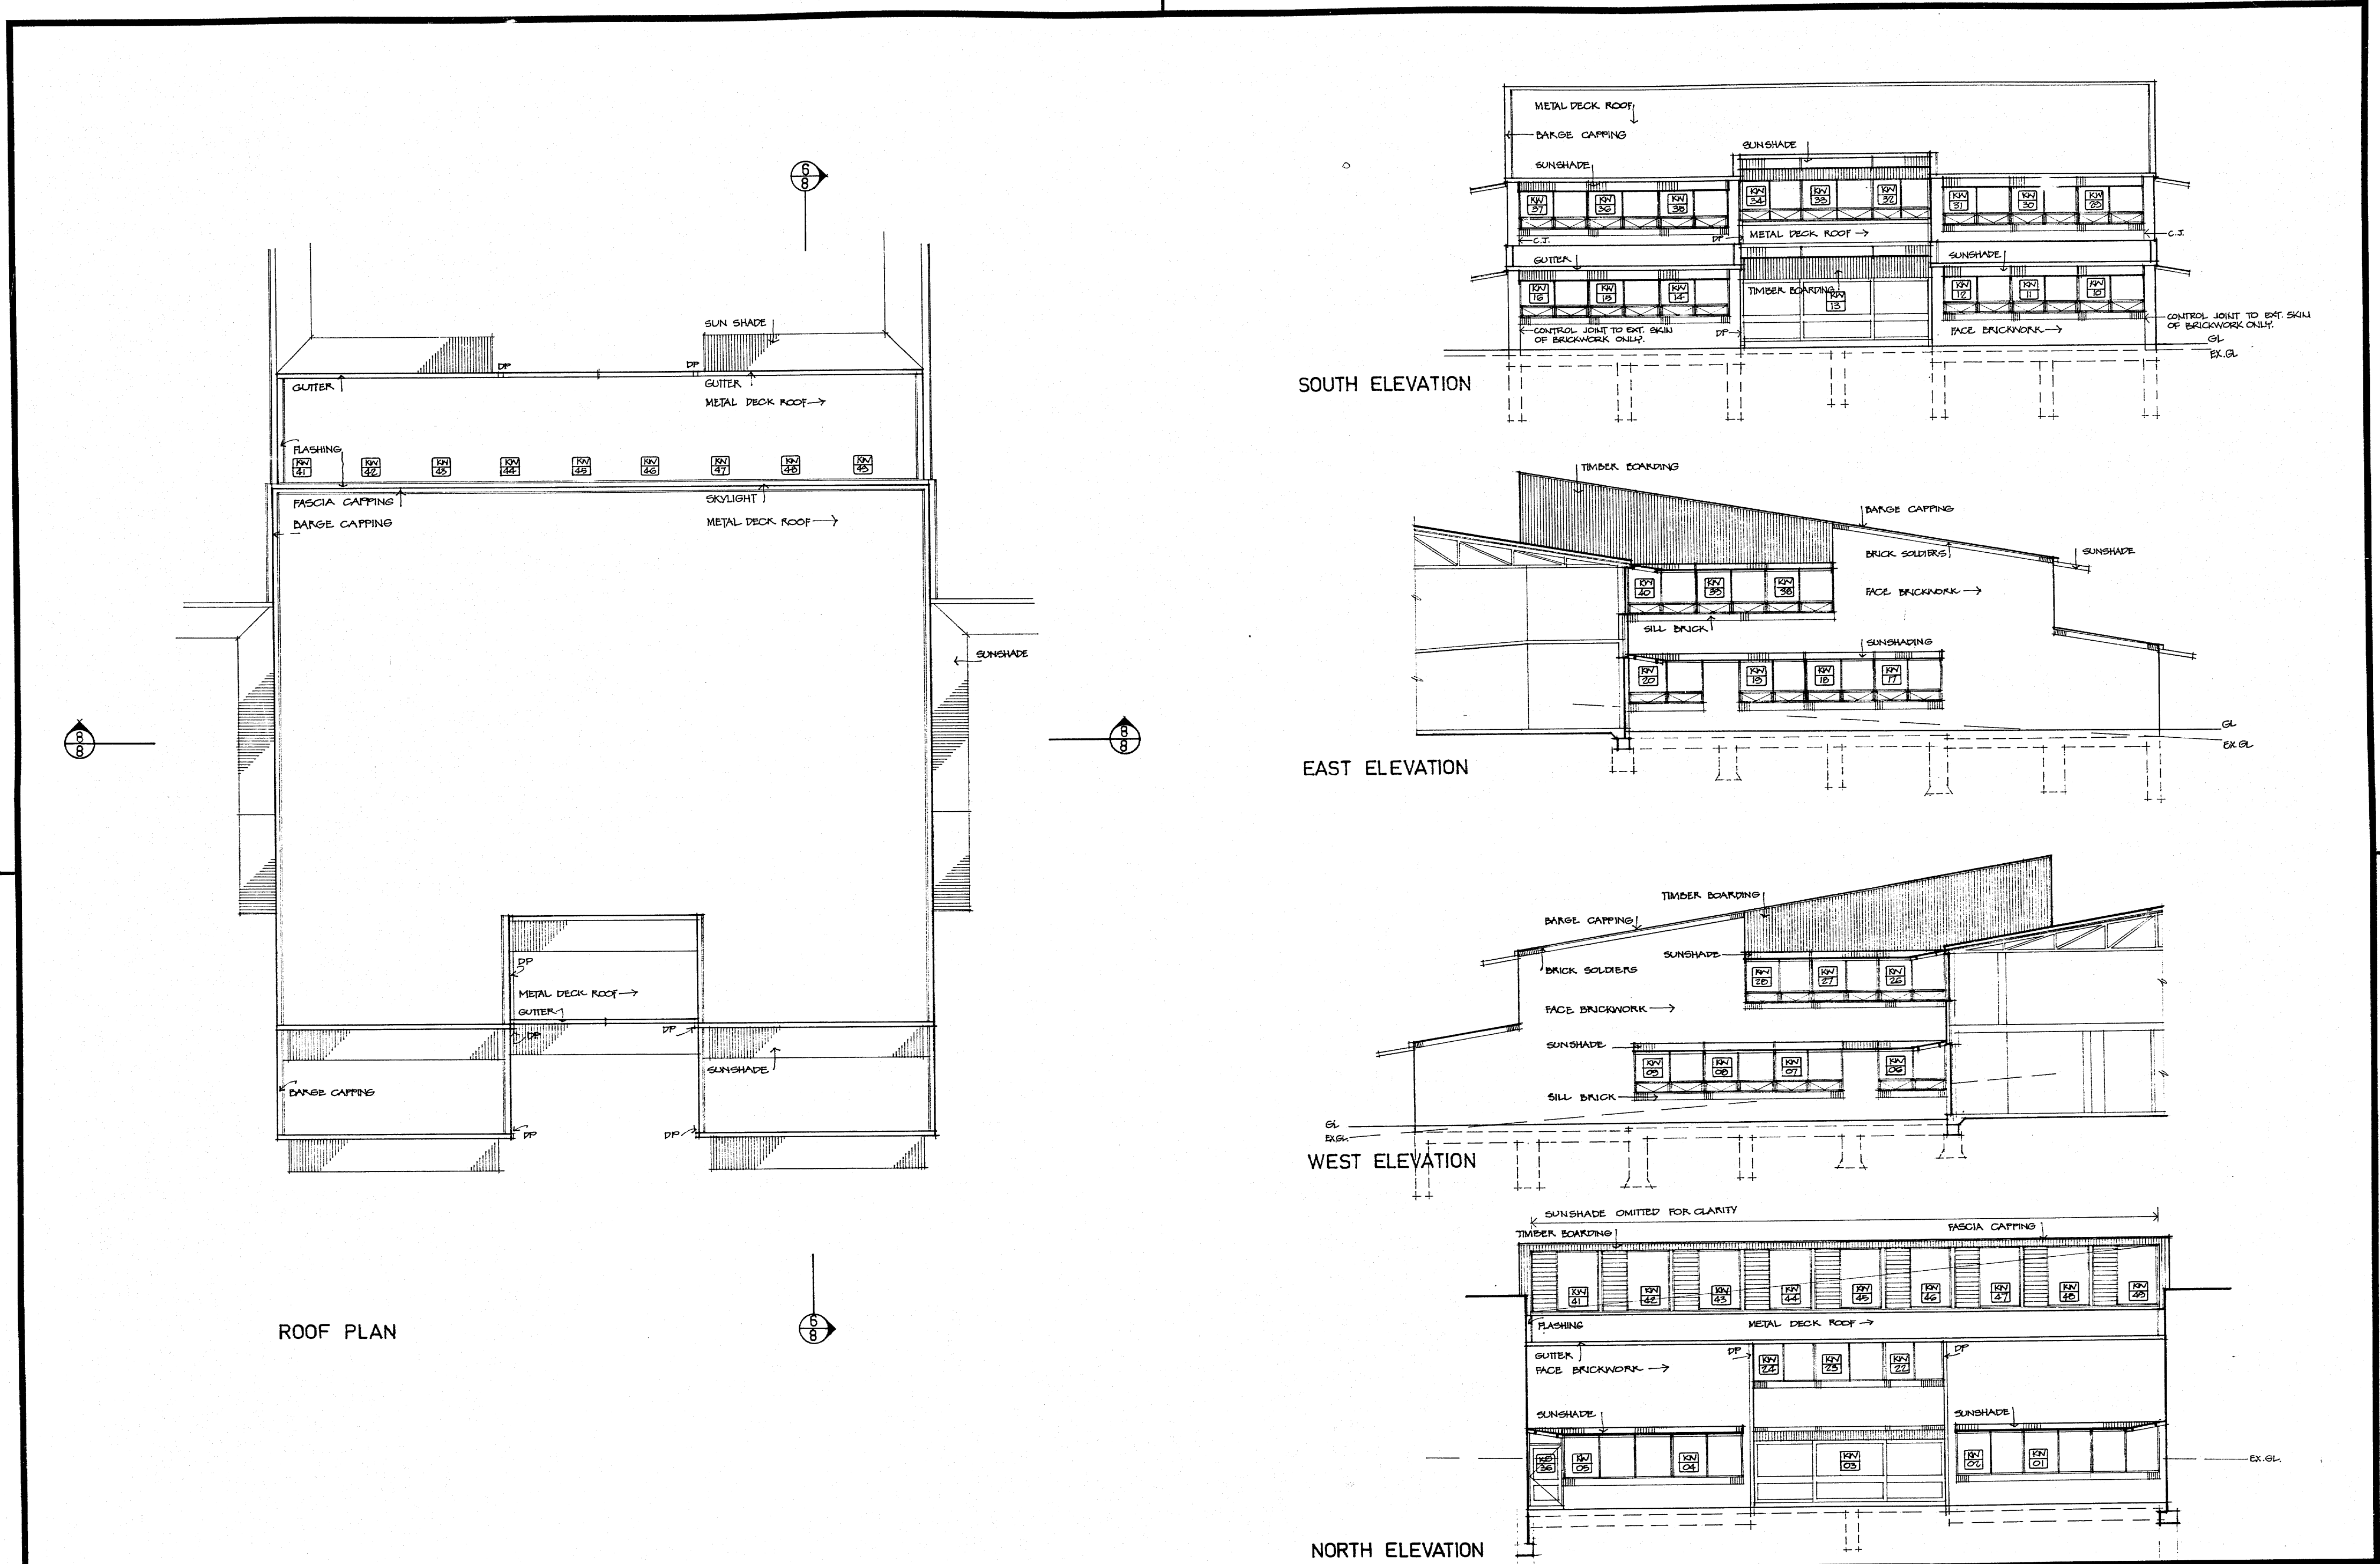 6
8
SUN SHADE
DP
DP
GUTTER
GUTTER
METAL DECK ROOF
FLASHING
KW 41
KW 42
KW 43
KW 44
KW 45
KW 46
KW 47
KW 48
KW 49
FASCIA CAPPING
SKYLIGHT
BARGE CAPPING
METAL DECK ROOF
SUNSHADE
8
8
8
8
DP
METAL DECK ROOF
GUTTER
DP
DP
SUNSHADE
BARGE CAPPING
DP
DP
6
8
ROOF PLAN
METAL DECK ROOF
BARGE CAPPING
SUNSHADE
SUNSHADE
KW 37
KW 36
KW 35
KW 34
KW 33
KW 32
KW 31
KW 30
KW 29
C.J.
DP
METAL DECK ROOF
C.J.
GUTTER
SUNSHADE
KW 16
KW 15
KW 14
TIMBER BOARDING
KW 13
KW 12
KW 11
KW 10
CONTROL JOINT TO EXT. SKIN
OF BRICKWORK ONLY.
DP
FACE BRICKWORK
CONTROL JOINT TO EXT. SKIN
OF BRICKWORK ONLY.
GL
EX.GL
SOUTH ELEVATION
TIMBER BOARDING
BARGE CAPPING
BRICK SOLDIERS
SUNSHADE
KW 40
KW 39
KW 38
FACE BRICKWORK
SILL BRICK
SUNSHADING
KW 20
KW 19
KW 18
KW 17
GL
EX.GL
EAST ELEVATION
TIMBER BOARDING
BARGE CAPPING
SUNSHADE
BRICK SOLDIERS
KW 28
KW 27
KW 26
FACE BRICKWORK
SUNSHADE
KW 09
KW 08
KW 07
KW 06
SILL BRICK
GL
EX.GL
WEST ELEVATION
SUNSHADE OMITTED FOR CLARITY
TIMBER BOARDING
FASCIA CAPPING
KW 41
KW 42
KW 43
KW 44
KW 45
KW 46
KW 47
KW 48
KW 49
FLASHING
METAL DECK ROOF
GUTTER
DP
DP
FACE BRICKWORK
KW 24
KW 23
KW 22
SUNSHADE
SUNSHADE
KW 05
KW 04
KW 03
KW 02
KW 01
EX.GL.
NORTH ELEVATION